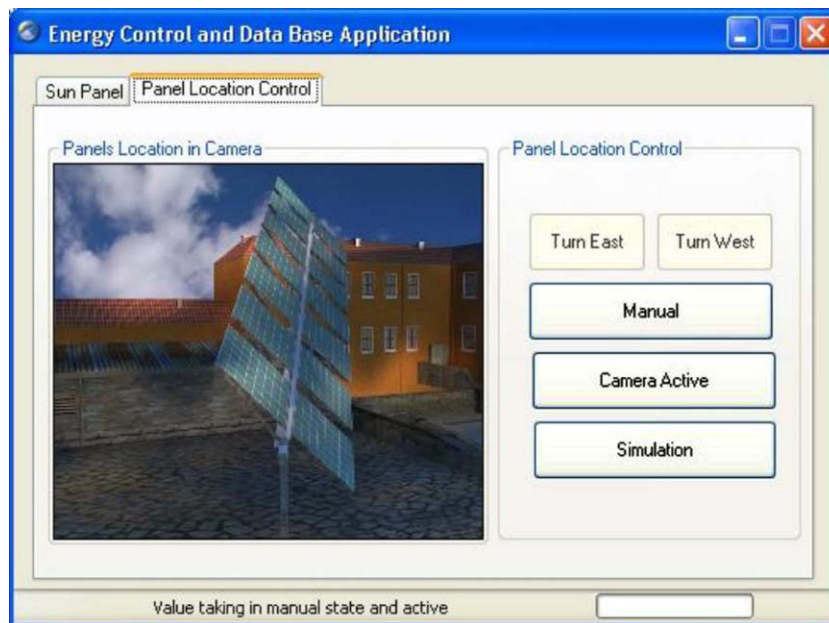 Energy Control and Data Base Application
Sun Panel
Panel Location Control
Panels Location in Camera
Panel Location Control
Turn East
Turn West
Manual
Camera Active
Simulation
Value taking in manual state and active